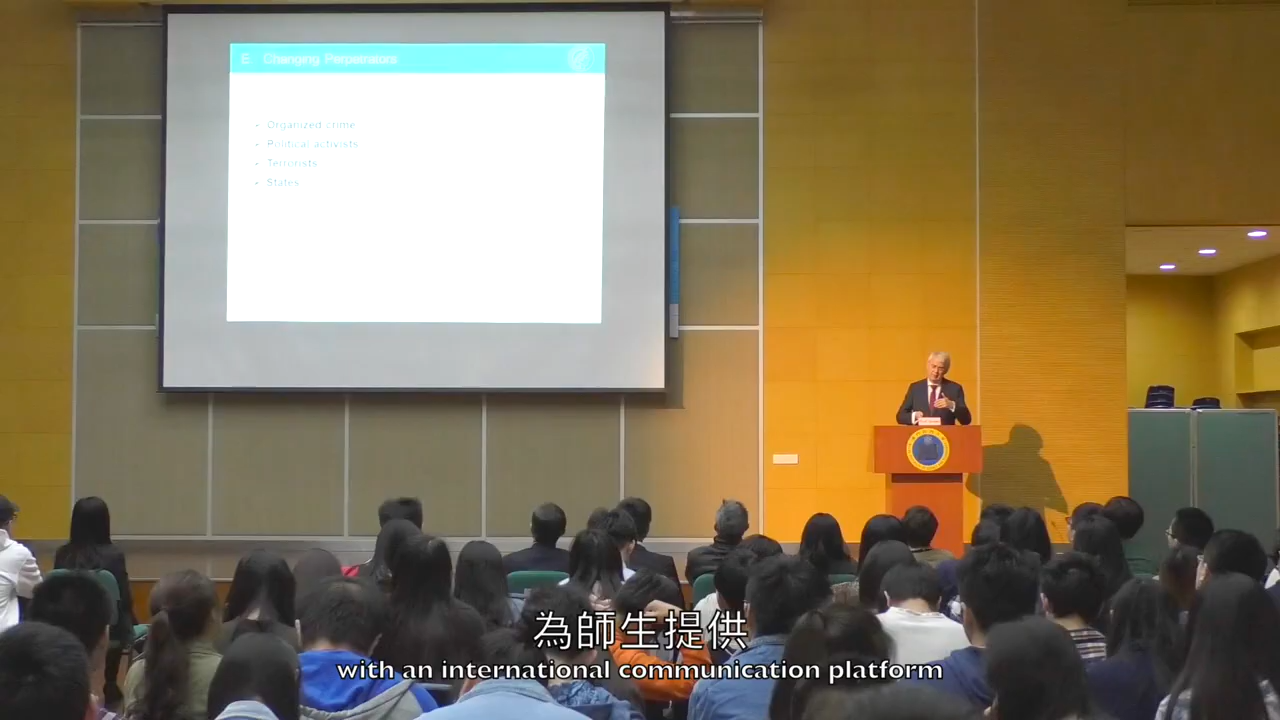 E. Changing Perpetrators
• Organized crime
• Political activists
• Terrorists
• States
為師生提供
with an international communication platform